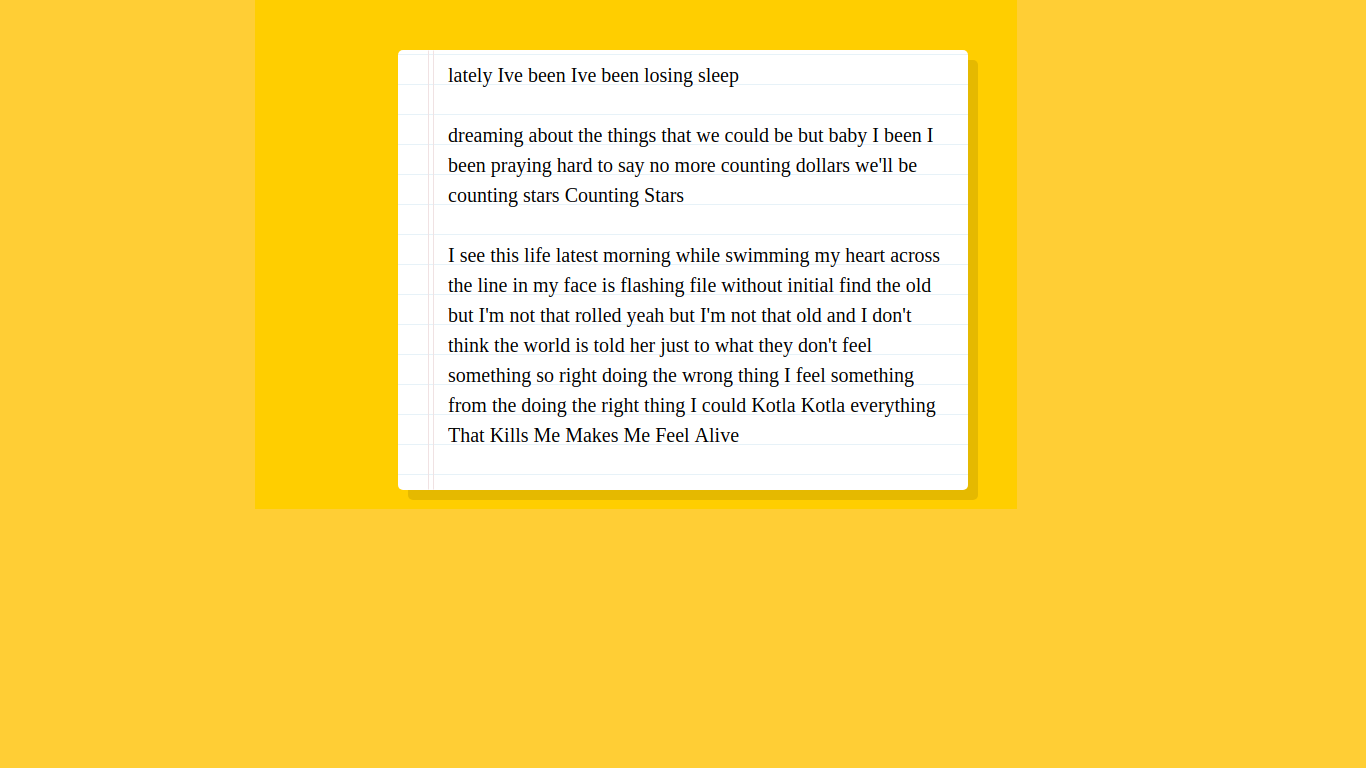 lately Ive been Ive been losing sleep
dreaming about the things that we could be but baby I been I
been praying hard to say no more counting dollars we'll be
counting stars Counting Stars
I see this life latest morning while swimming my heart across
the line in my face is flashing file without initial find the old
but I'm not that rolled yeah but I'm not that old and I don't
think the world is told her just to what they don't feel
something so right doing the wrong thing I feel something
from the doing the right thing I could Kotla Kotla everything
That Kills Me Makes Me Feel Alive